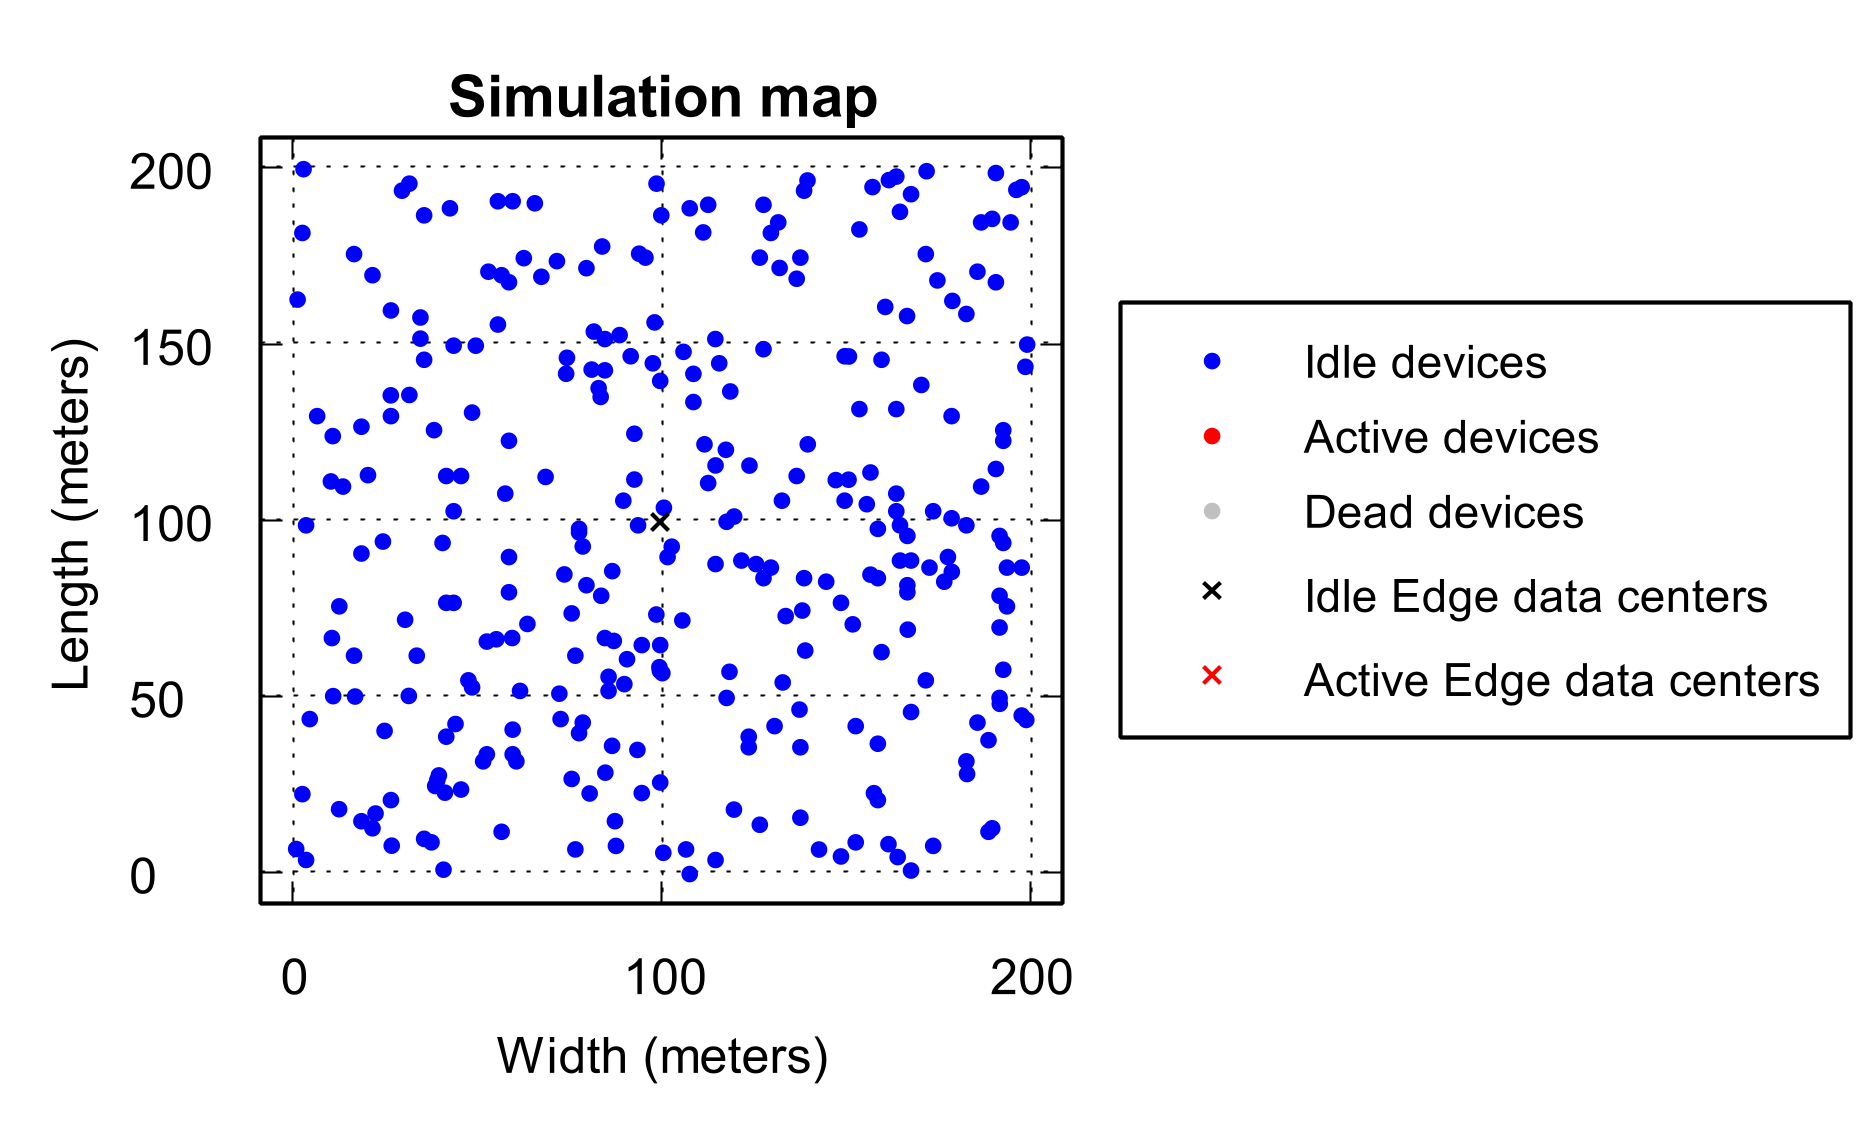 Simulation map
200
150
100
50
0
Length (meters)
0 100 200
Width (meters)
Idle devices
Active devices
Dead devices
Idle Edge data centers
Active Edge data centers